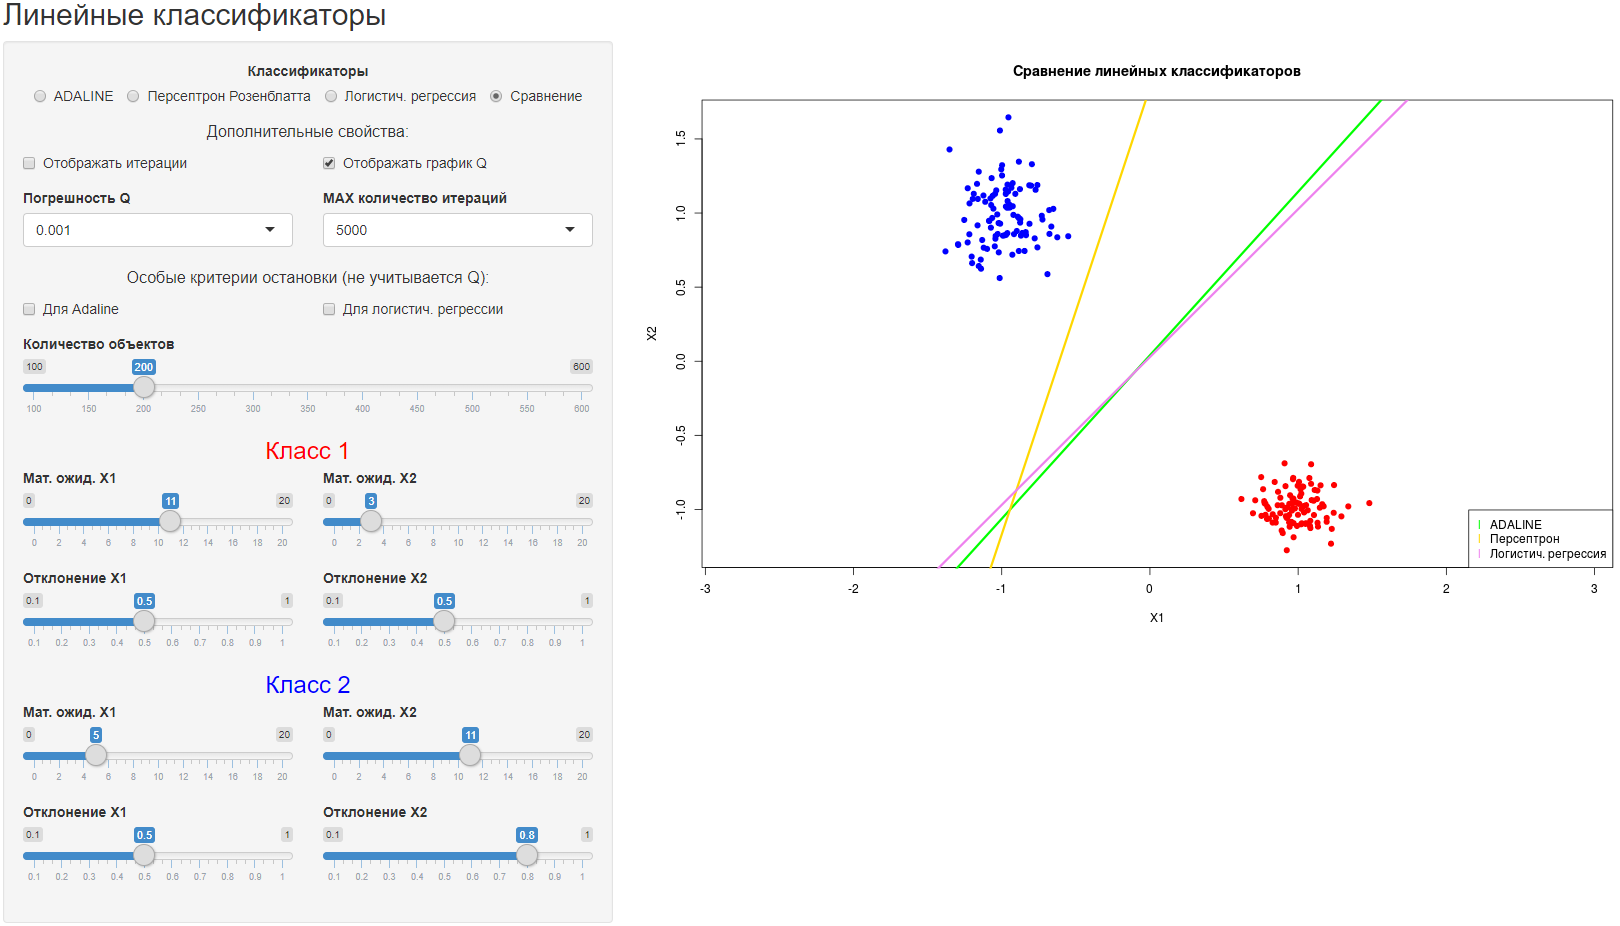 Линейные классификаторы
Классификаторы
ADALINE Персептрон Розенблатта Логистич. регрессия Сравнение
Дополнительные свойства:
Отображать итерации Отображать график Q
Погрешность Q MAX количество итераций
0.001 5000
Особые критерии остановки (не учитывается Q):
Для Adaline Для логистич. регрессии
Количество объектов
100 200 600
100 150 200 250 300 350 400 450 500 550 600
Класс 1
Мат. ожид. X1 Мат. ожид. X2
0 11 20 0 3 20
0 2 4 6 8 10 12 14 16 18 20 0 2 4 6 8 10 12 14 16 18 20
Отклонение X1 Отклонение X2
0.1 0.5 1 0.1 0.5 1
0.1 0.2 0.3 0.4 0.5 0.6 0.7 0.8 0.9 1 0.1 0.2 0.3 0.4 0.5 0.6 0.7 0.8 0.9 1
Класс 2
Мат. ожид. X1 Мат. ожид. X2
0 5 20 0 11 20
0 2 4 6 8 10 12 14 16 18 20 0 2 4 6 8 10 12 14 16 18 20
Отклонение X1 Отклонение X2
0.1 0.5 1 0.1 0.8 1
0.1 0.2 0.3 0.4 0.5 0.6 0.7 0.8 0.9 1 0.1 0.2 0.3 0.4 0.5 0.6 0.7 0.8 0.9 1
Сравнение линейных классификаторов
1.5
1.0
0.5
0.0
-0.5
-1.0
X2
ADALINE
Персептрон
Логистич. регрессия
-3 -2 -1 0 1 2 3
X1